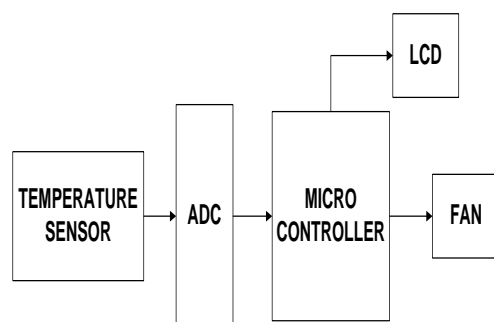 LCD
TEMPERATURE
SENSOR
ADC
MICRO
CONTROLLER
FAN